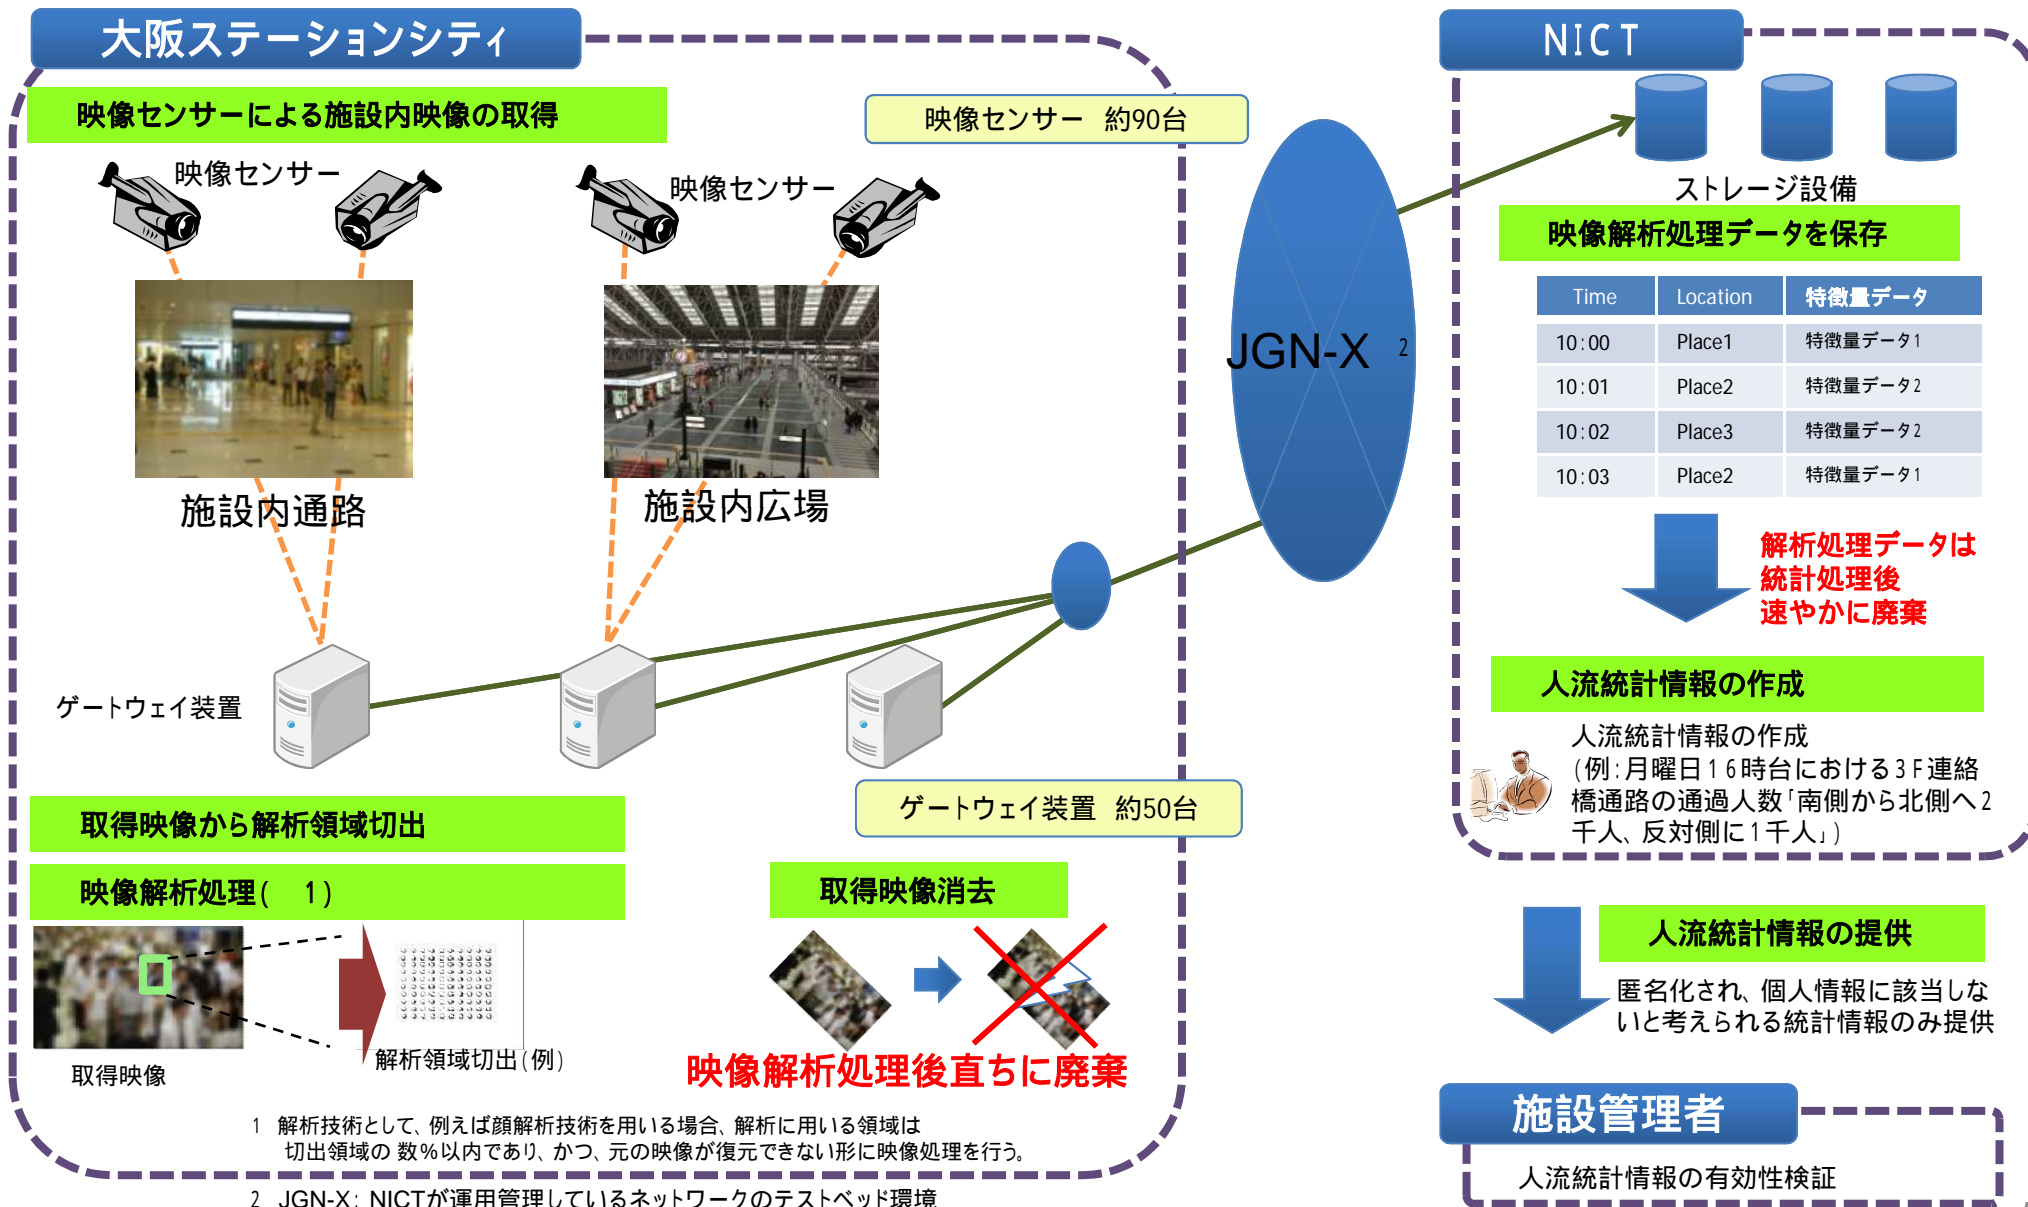 大阪ステーションシティ
映像センサーによる施設内映像の取得
映像センサー 約90台
映像センサー
映像センサー
施設内通路
施設内広場
ゲートウェイ装置
ゲートウェイ装置 約50台
取得映像から解析領域切出
映像解析処理( 1)
取得映像
解析領域切出(例)
取得映像消去
映像解析処理後直ちに廃棄
1 解析技術として、例えば顔解析技術を用いる場合、解析に用いる領域は
切出領域の 数%以内であり、かつ、元の映像が復元できない形に映像処理を行う。
2 JGN-X: NICTが運用管理しているネットワークのテストベッド環境
JGN-X 2
NICT
ストレージ設備
映像解析処理データを保存
Time Location 特徴量データ
10:00 Place1 特徴量データ1
10:01 Place2 特徴量データ2
10:02 Place3 特徴量データ2
10:03 Place2 特徴量データ1
解析処理データは
統計処理後
速やかに廃棄
人流統計情報の作成
人流統計情報の作成
(例:月曜日16時台における3F連絡
橋通路の通過人数「南側から北側へ2
千人、反対側に1千人」)
人流統計情報の提供
匿名化され、個人情報に該当しな
いと考えられる統計情報のみ提供
施設管理者
人流統計情報の有効性検証